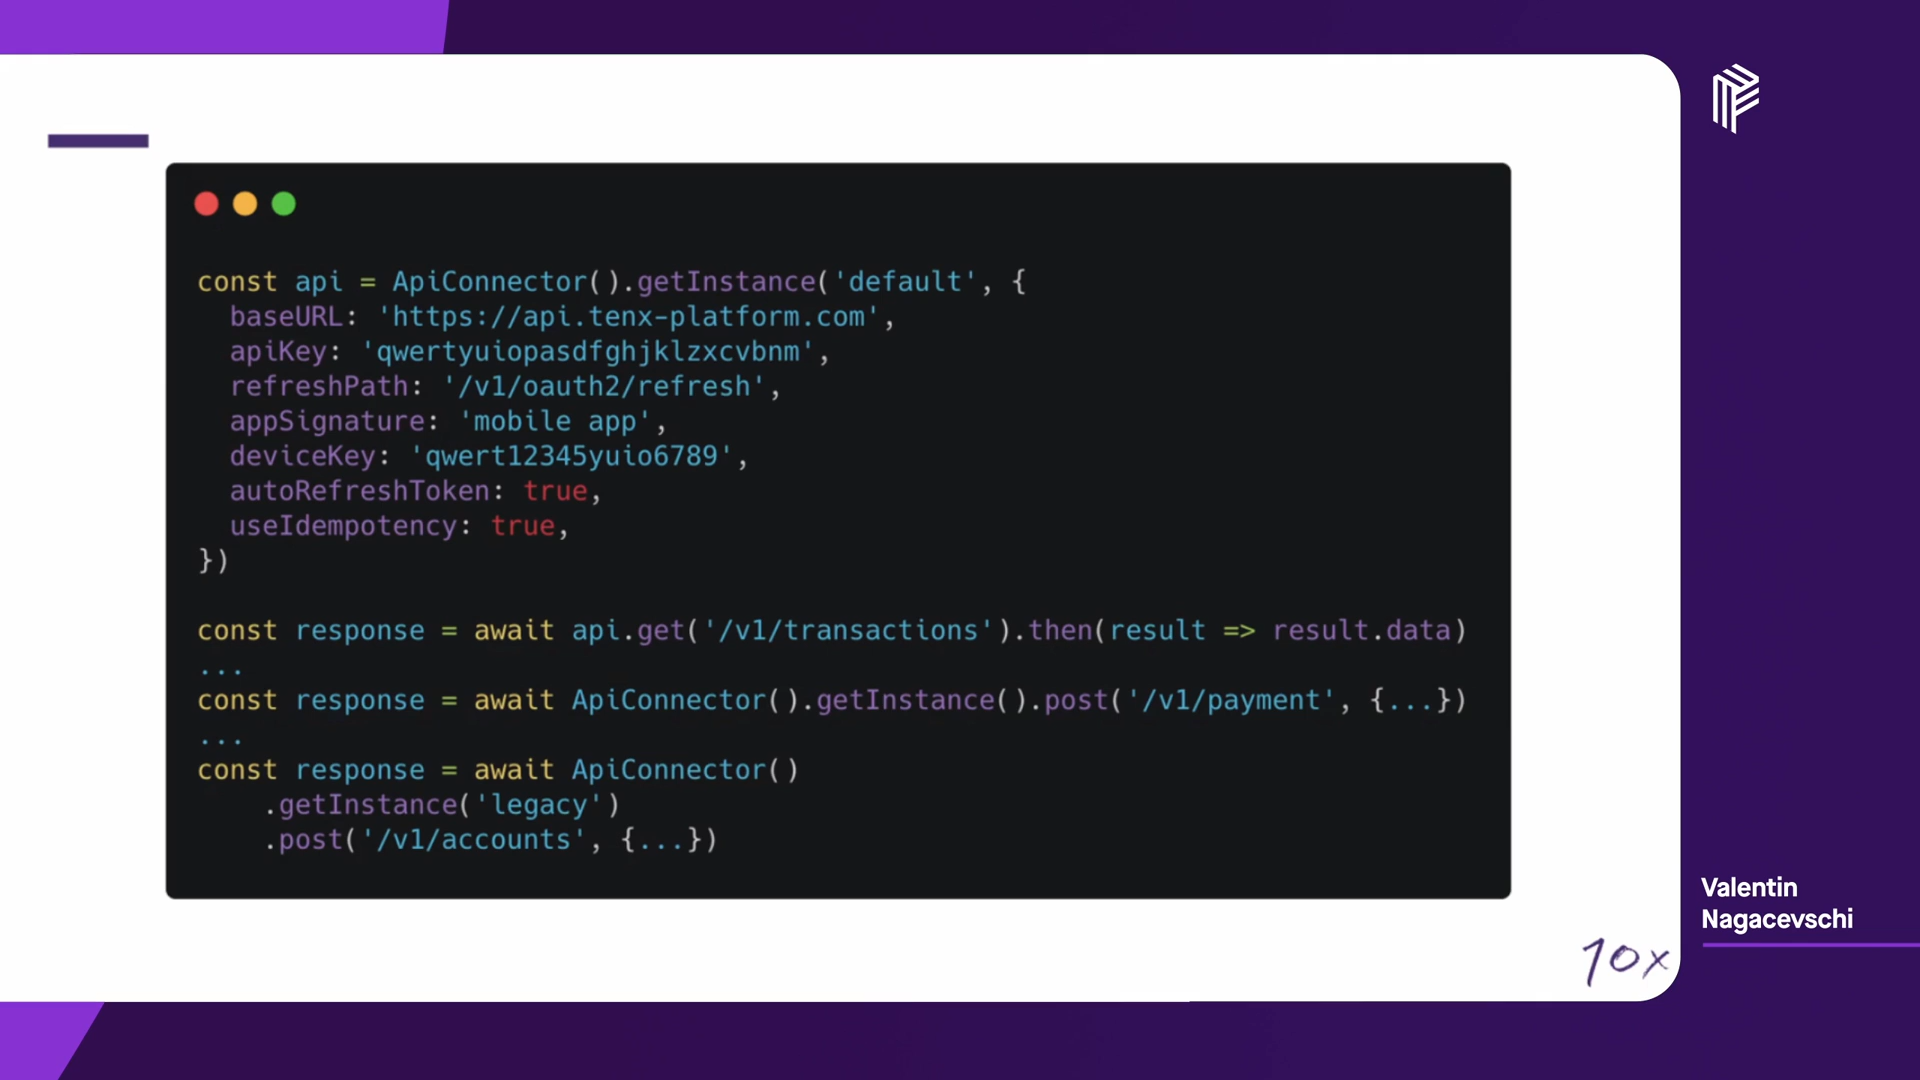 const api = ApiConnector().getInstance('default', {
  baseURL: 'https://api.tenx-platform.com',
  apiKey: 'qwertyuiopasdfghjklzxcvbnm',
  refreshPath: '/v1/oauth2/refresh',
  appSignature: 'mobile app',
  deviceKey: 'qwert12345yuio6789',
  autoRefreshToken: true,
  useIdempotency: true,
})
const response = await api.get('/v1/transactions').then(result => result.data)
...
const response = await ApiConnector().getInstance().post('/v1/payment', {...})
...
const response = await ApiConnector()
    .getInstance('legacy')
    .post('/v1/accounts', {...})
Valentin
Nagacevschi
10x